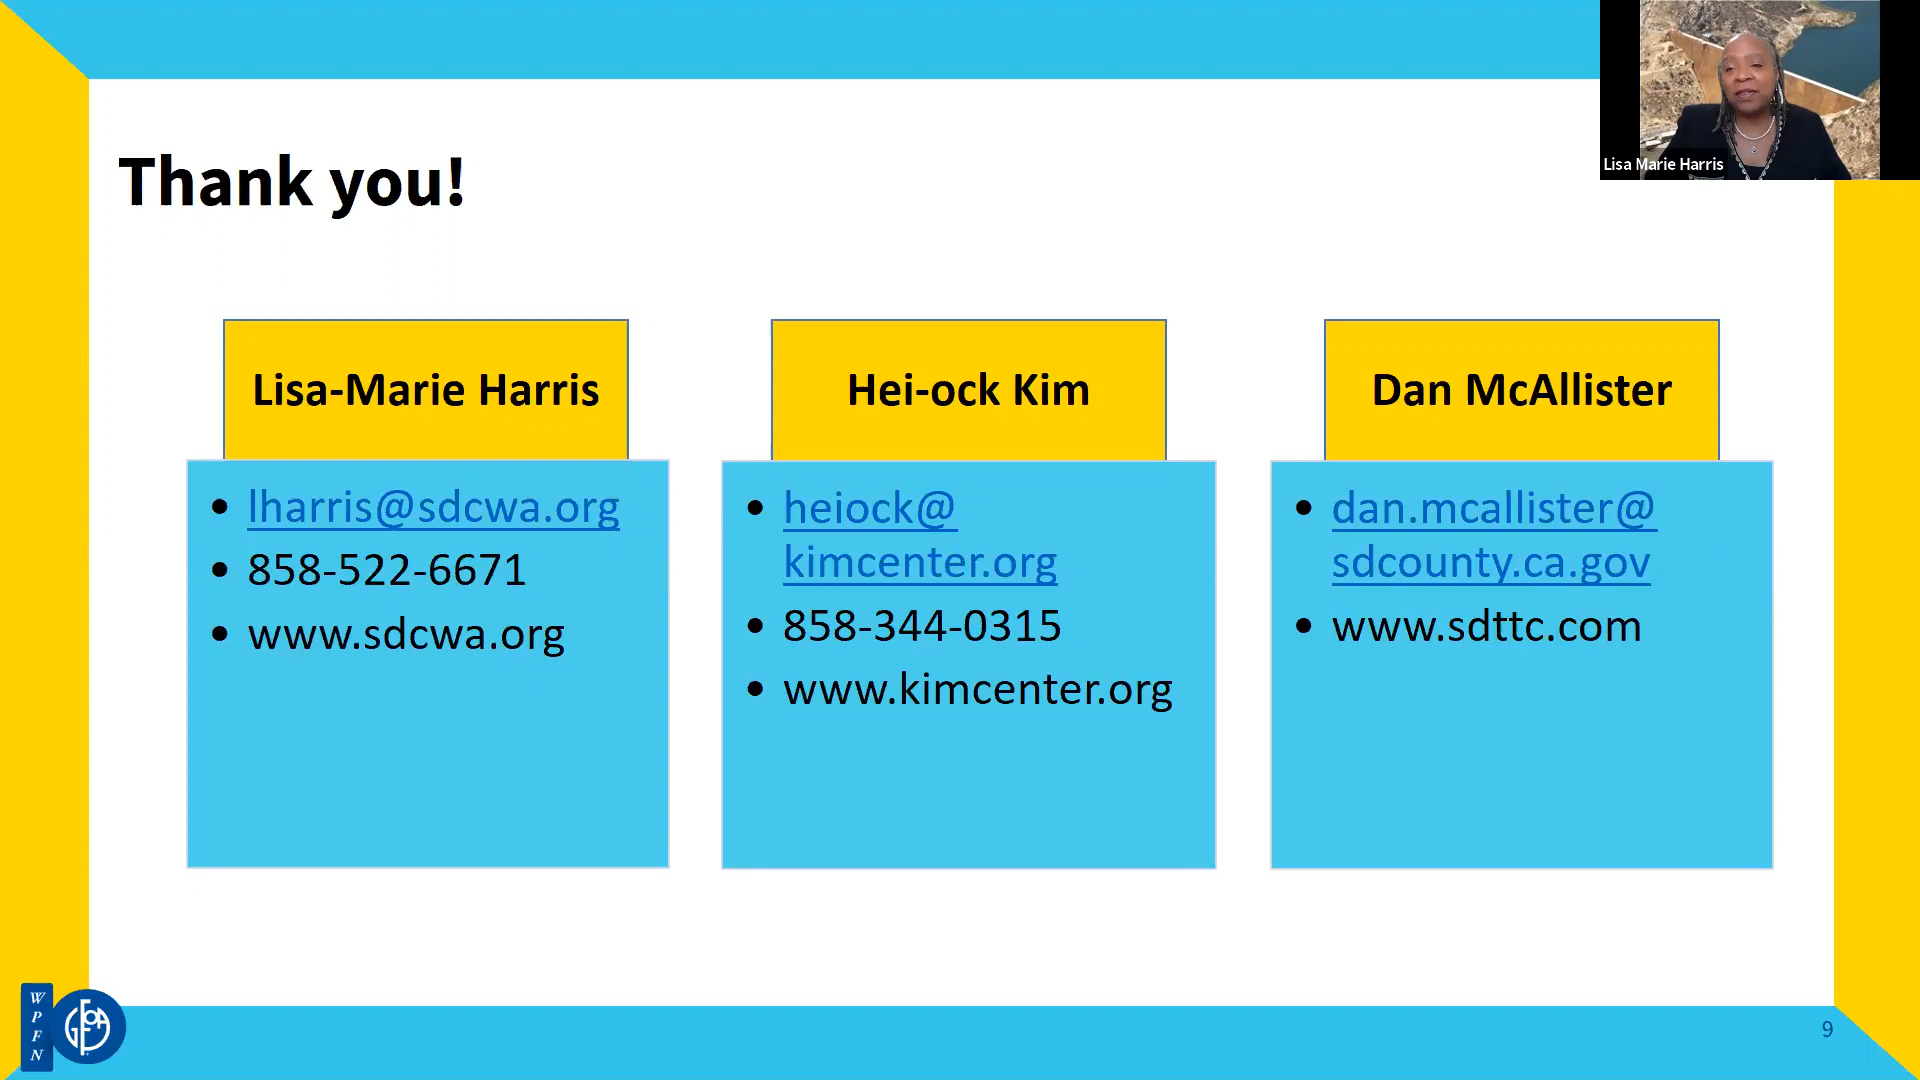 Lisa Marie Harris
Thank you!
Lisa-Marie Harris
lharris@sdcwa.org
858-522-6671
www.sdcwa.org
Hei-ock Kim
heiock@
kimcenter.org
858-344-0315
www.kimcenter.org
Dan McAllister
dan.mcallister@
sdcounty.ca.gov
www.sdttc.com
W
P
F
N
GFOA
9